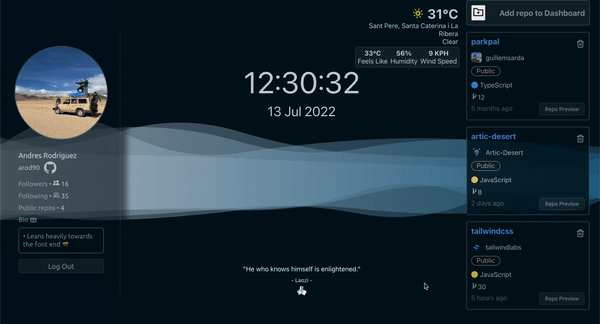 31°C
Sant Pere, Santa Caterina i La
Ribera
Clear
33°C 56% 9 KPH
Feels Like Humidity Wind Speed
12:30:32
13 Jul 2022
Andres Rodriguez
arod90
Followers • 16
Following • 35
Public repos • 4
Bio
• Leans heavily towards
the font end
Log Out
"He who knows himself is enlightened."
- Laozi -
Add repo to Dashboard
parkpal
guillemsarda
Public
TypeScript
12
5 months ago Repo Preview
artic-desert
Artic-Desert
Public
JavaScript
8
2 days ago Repo Preview
tailwindcss
tailwindlabs
Public
JavaScript
30
5 hours ago Repo Preview